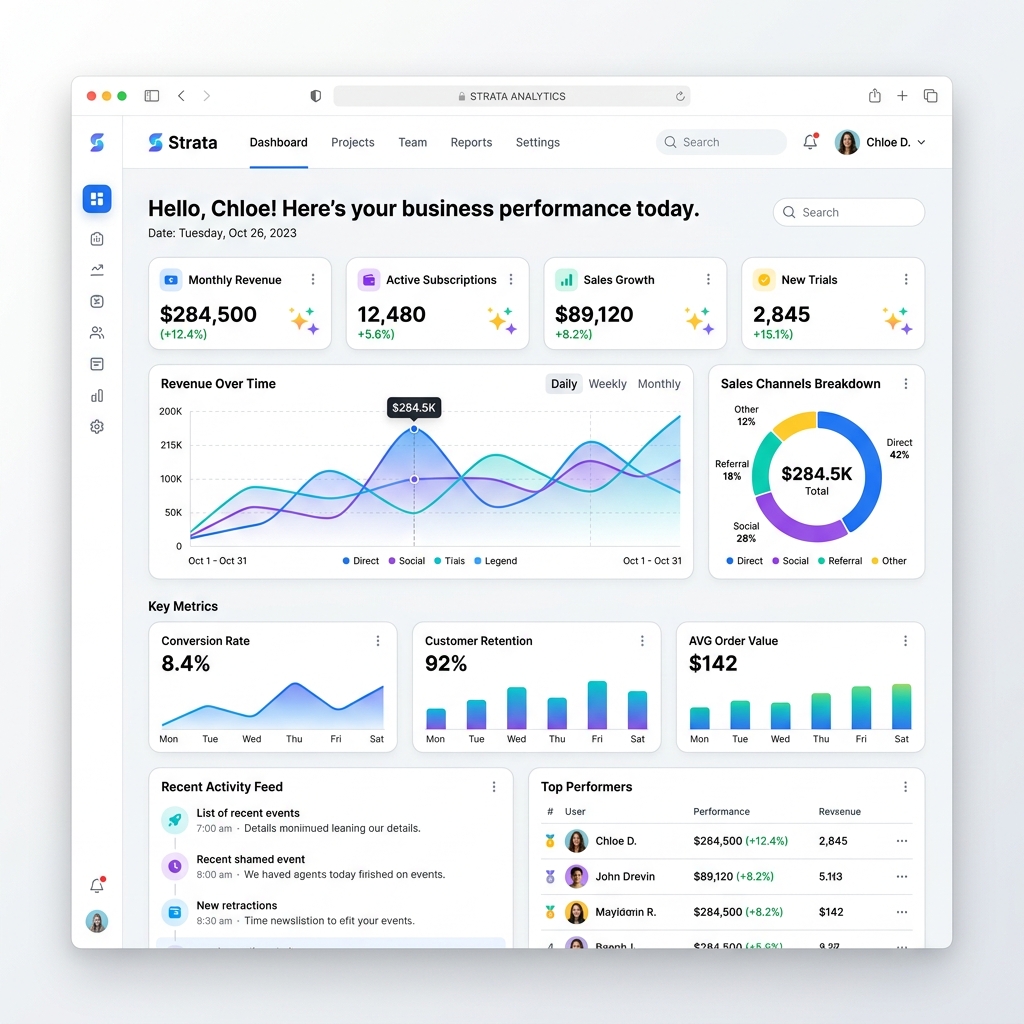 STRATA ANALYTICS
Strata
Dashboard
Projects
Team
Reports
Settings
Search
Chloe D.
Hello, Chloe! Here's your business performance today.
Search
Date: Tuesday, Oct 26, 2023
Monthly Revenue
$284,500
(+12.4%)
Active Subscriptions
12,480
+5.6%)
Sales Growth
$89,120
+8.2%)
New Trials
2,845
+15.1%)
Revenue Over Time
Daily
Weekly
Monthly
200K
215K
100K
50K
0
$284.5K
Oct 1 - Oct 31
Direct
Social
Legend
Oct 1 - Oct 31
Sales Channels Breakdown
Other
12%
Direct
42%
Referral
18%
Social
28%
$284.5K
Total
Direct
Social
Referral
Other
Key Metrics
Conversion Rate
8.4%
Mon Tue Wed Thu Fri Sat
Customer Retention
92%
Mon Tue Wed Thu Fri Sat
AVG Order Value
$142
Mon Tue Wed Thu Fri Sat
Recent Activity Feed
List of recent events
7:00 am · Details monimued leaning our details.
Recent shamed event
8:00 am · We haved agents today firished on events.
New retractions
8:30 am · Time newslistion to efit your events.
Top Performers
# User Performance Revsenue
Chloe D. $284,500 (+12.4%) 2,845
John Drevin $89,120 (+8.2%)
R. $284,500 (+8.2%) $142
4